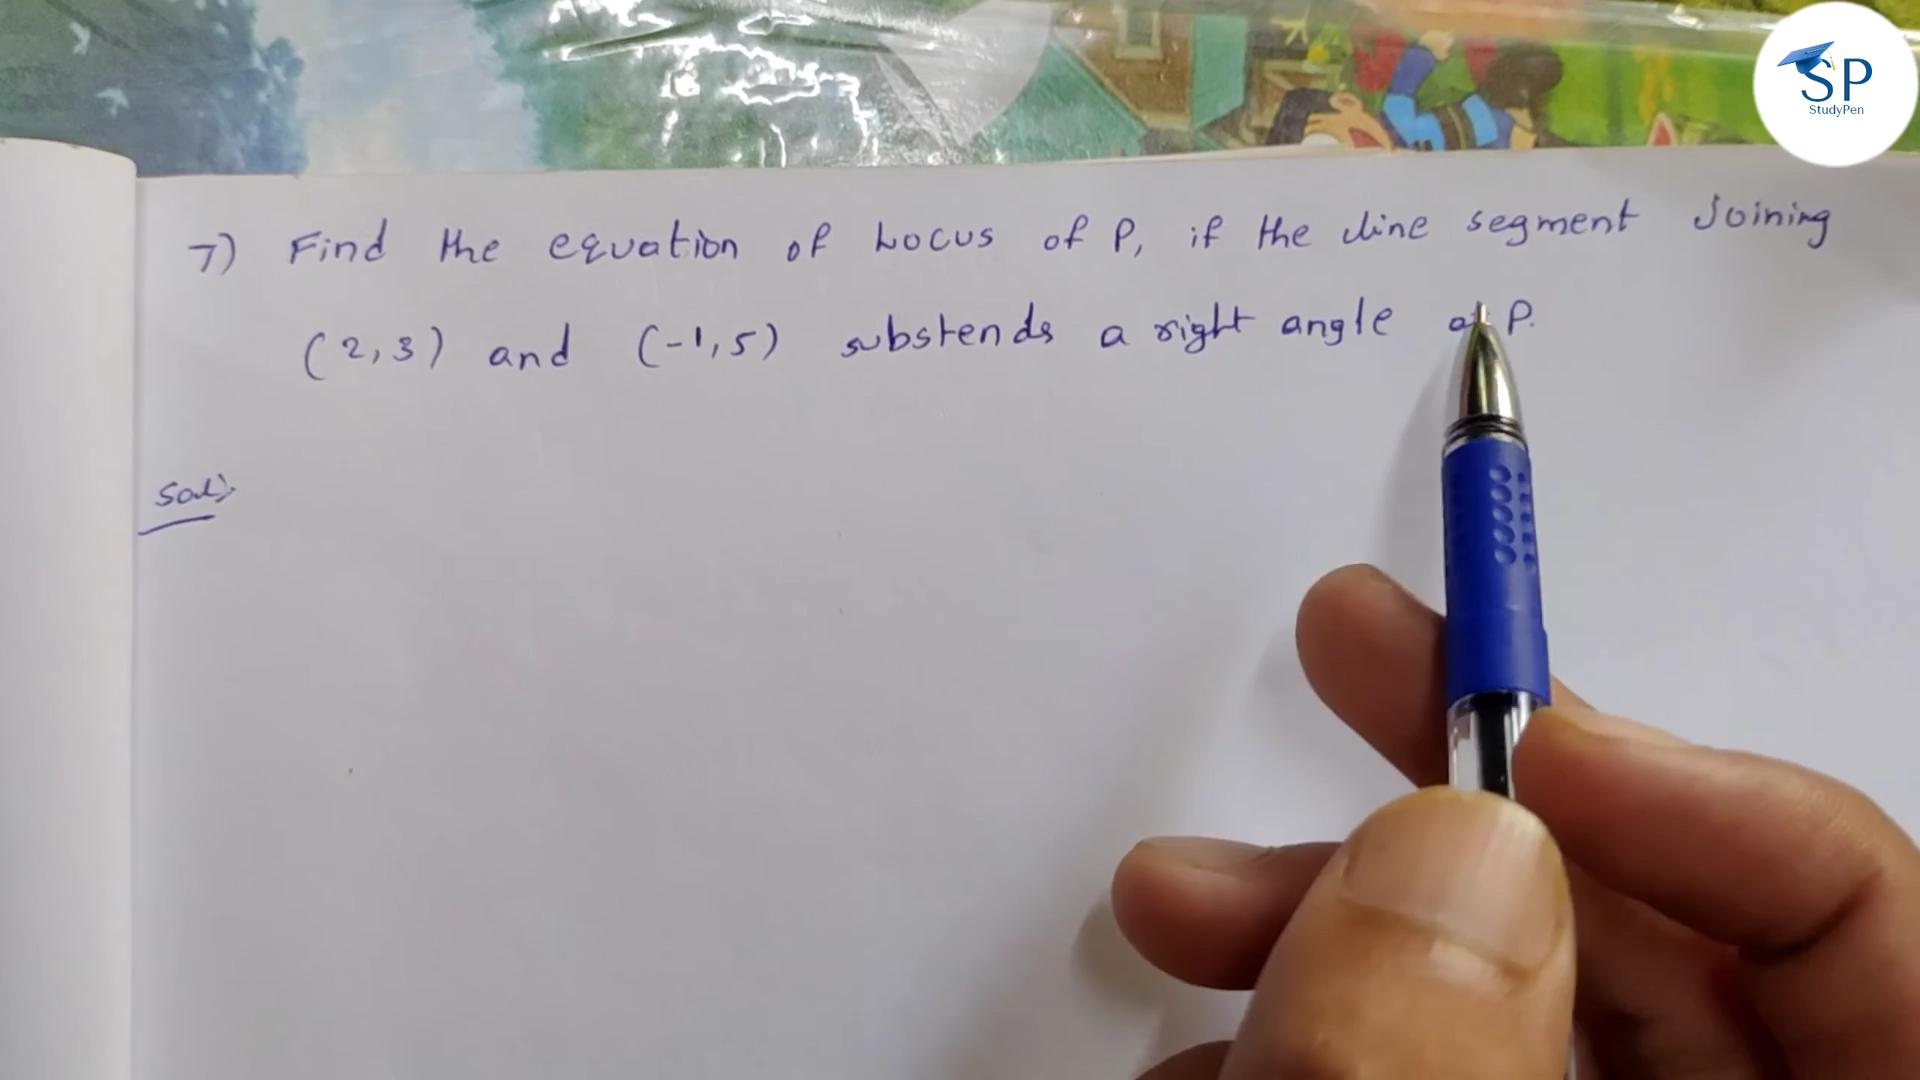 SP
StudyPen
7) Find the equation of Locus of P, if the line segment Joining
(2,3) and (-1,5) substends a right angle at P.
Sol: